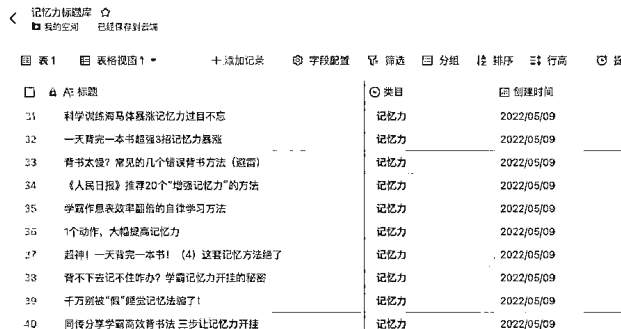 记忆力标题库
我的空间 已经保存到云端
表1 表格视图1 添加记录 字段配置 筛选 分组 排序 行高
标题 类目 创建时间
31 科学训练海马体暴涨记忆力过目不忘 记忆力 2022/05/09
32 一天背完一本书超强3招记忆力暴涨 记忆力 2022/05/09
33 背书太慢？常见的几个错误背书方法（避雷） 记忆力 2022/05/09
34 《人民日报》推荐20个“增强记忆力”的方法 记忆力 2022/05/09
35 学霸作息表效率翻倍的自律学习方法 记忆力 2022/05/09
36 1个动作，大幅提高记忆力 记忆力 2022/05/09
37 超神！一天背完一本书！（4）这套记忆方法绝了 记忆力 2022/05/09
38 背不下去记不住咋办？学霸记忆力开挂的秘密 记忆力 2022/05/09
39 千万别被“假”睡觉记忆法骗了！ 记忆力 2022/05/09
40 同传分享学霸高效背书法 三步让记忆力开挂 记忆力 2022/05/09